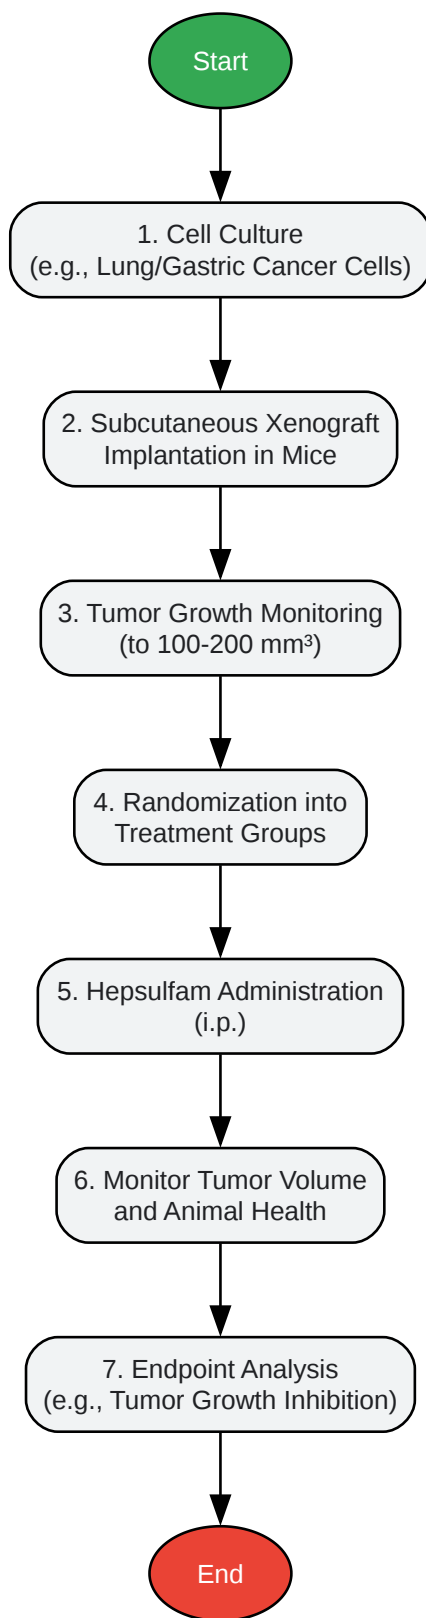 Start
1. Cell Culture
(e.g., Lung/Gastric Cancer Cells)
2. Subcutaneous Xenograft
Implantation in Mice
3. Tumor Growth Monitoring
(to 100-200 mm³)
4. Randomization into
Treatment Groups
5. Hepsulfam Administration
(i.p.)
6. Monitor Tumor Volume
and Animal Health
7. Endpoint Analysis
(e.g., Tumor Growth Inhibition)
End